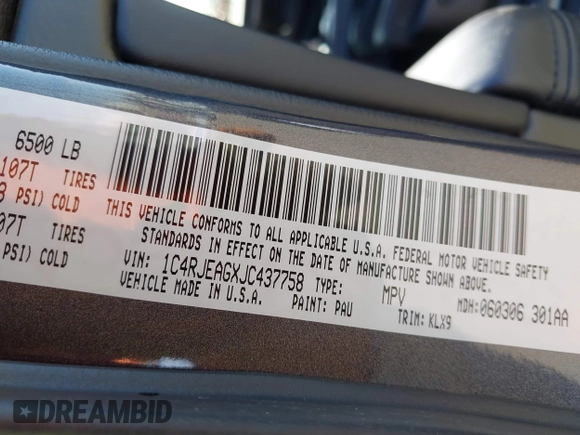 6500 LB
107T TIRES
PSI) COLD
07T TIRES
PSI) COLD
THIS VEHICLE CONFORMS TO ALL APPLICABLE U.S.A. FEDERAL MOTOR VEHICLE SAFETY
STANDARDS IN EFFECT ON THE DATE OF MANUFACTURE SHOWN ABOVE.
VIN: 1C4RJEAGXJC437758 TYPE: MPV MDH: 060306 301AA
VEHICLE MADE IN U.S.A. PAINT: PAU TRIM: KLX9
DREAMBID